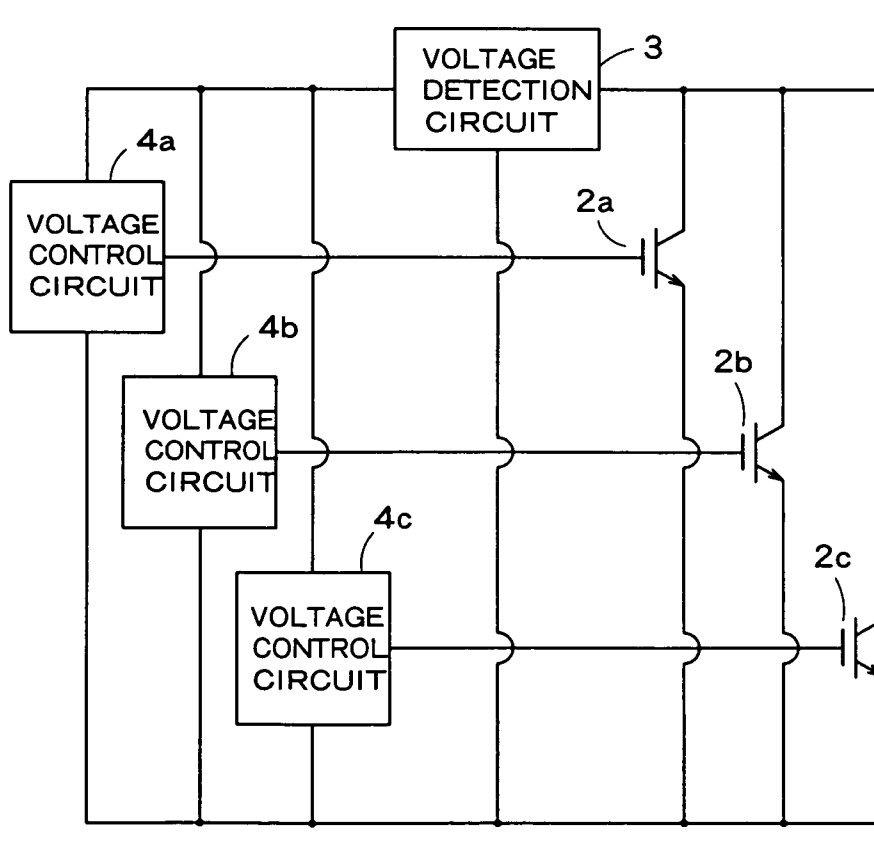 VOLTAGE
DETECTION
CIRCUIT
3
4a
VOLTAGE
CONTROL
CIRCUIT
2a
4b
VOLTAGE
CONTROL
CIRCUIT
2b
4c
VOLTAGE
CONTROL
CIRCUIT
2c